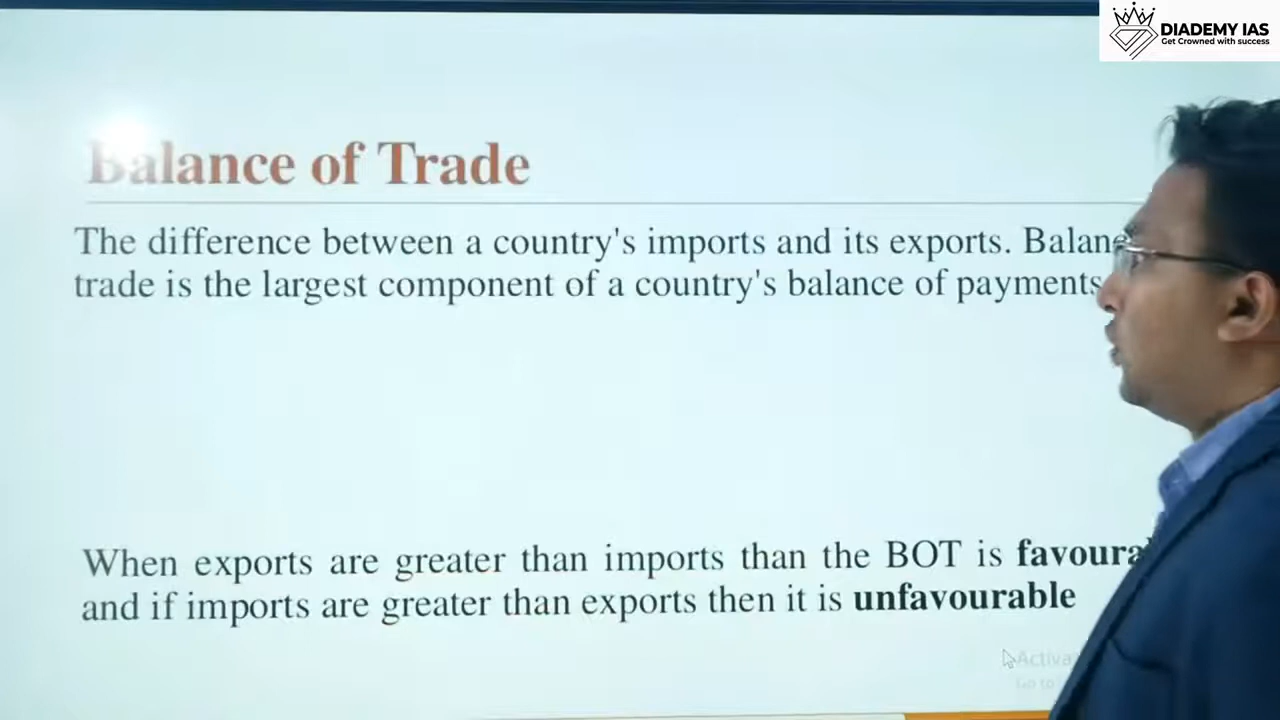 DIADEMY IAS
Get Crowned with success
Balance of Trade
The difference between a country's imports and its exports.
trade is the largest component of a country's balance of payments
When exports are greater than imports than the BOT is
and if imports are greater than exports then it is unfavourable
Go to